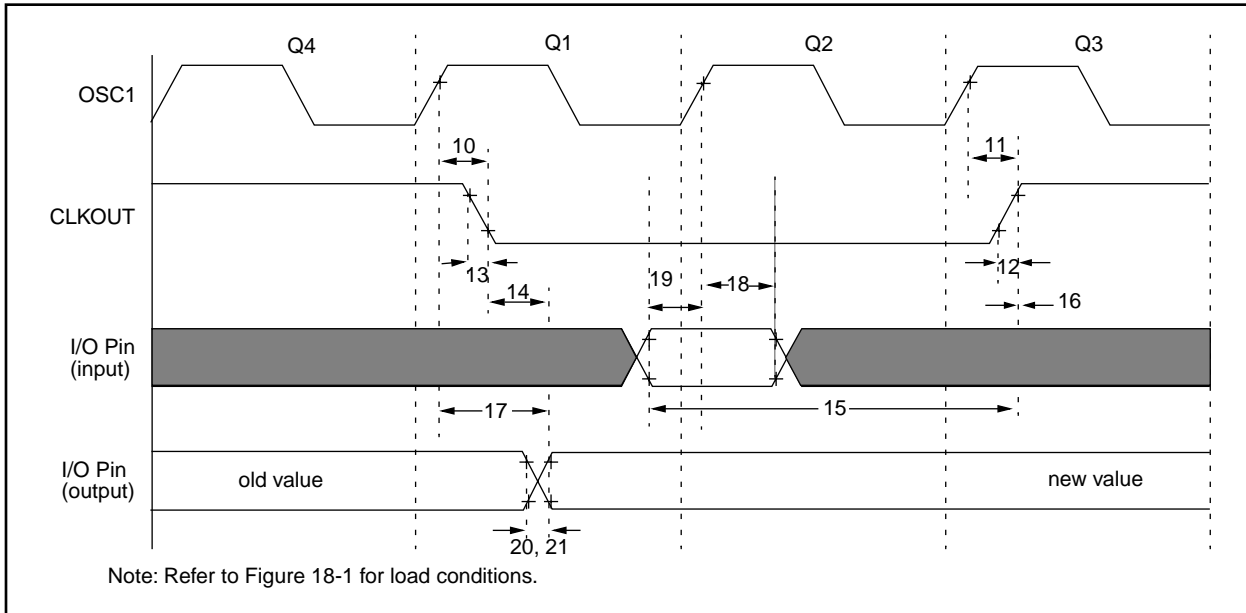 Q4 Q1 Q2 Q3
OSC1
10 11
CLKOUT
13 19 18 12
14 16
I/O Pin
(input)
17 15
I/O Pin
(output)
old value new value
20, 21
Note: Refer to Figure 18-1 for load conditions.